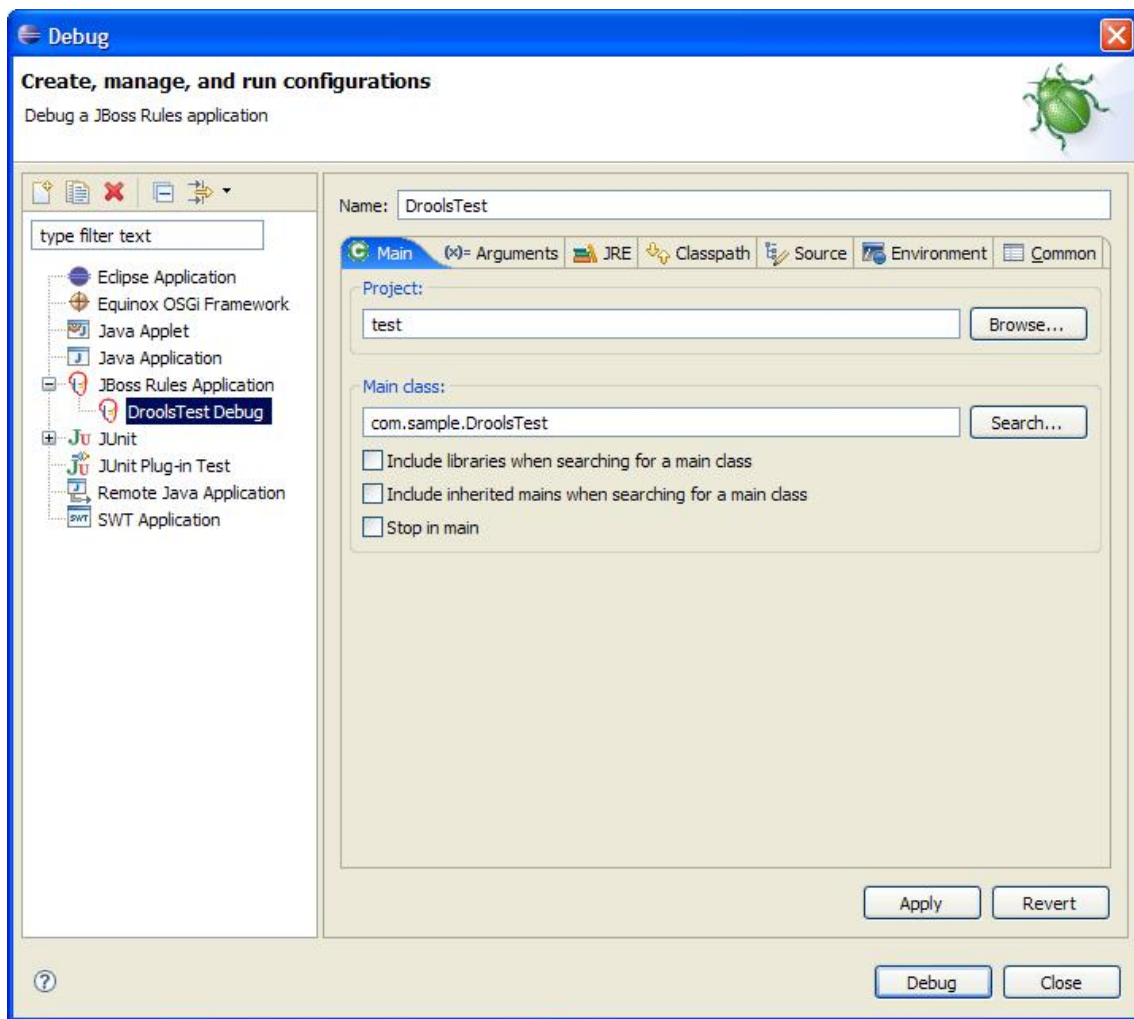 Debug
Create, manage, and run configurations
Debug a JBoss Rules application
type filter text
Eclipse Application
Equinox OSGi Framework
Java Applet
Java Application
JBoss Rules Application
DroolsTest Debug
JUnit
JUnit Plug-in Test
Remote Java Application
SWT Application
Name: DroolsTest
Main (x)= Arguments JRE Classpath Source Environment Common
Project:
test Browse...
Main class:
com.sample.DroolsTest Search...
Include libraries when searching for a main class
Include inherited mains when searching for a main class
Stop in main
Apply Revert
Debug Close